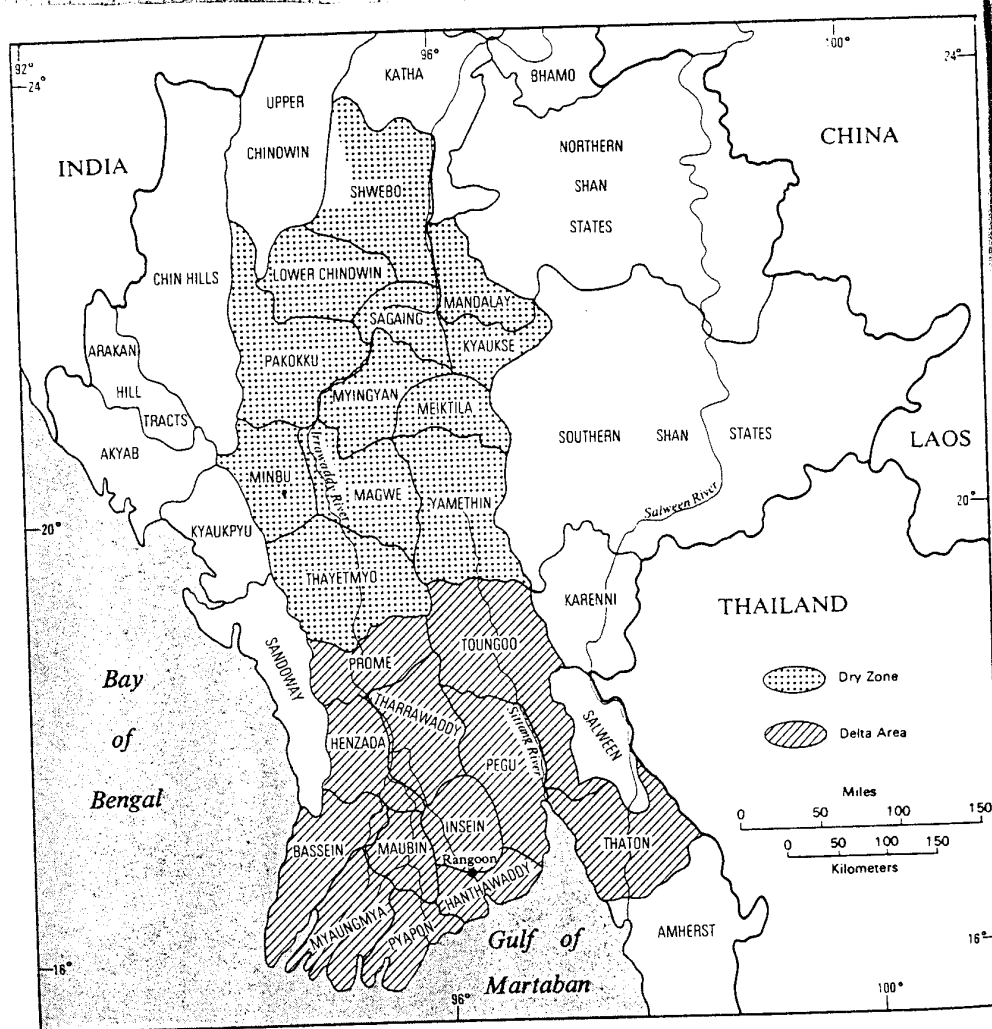 92°
24°
96°
100°
24°
KATHA
BHAMO
UPPER
CHINOWIN
INDIA
CHINA
NORTHERN
SHAN
STATES
SHWEBO
CHIN HILLS
LOWER CHINOWIN
MANDALAY
SAGAING
KYAUKSE
ARAKAN
HILL
TRACTS
PAKOKKU
MYINGYAN
MEIKTILA
AKYAB
SOUTHERN SHAN STATES
LAOS
MINBU
Irrawaddy River
MAGWE
YAMETHIN
Salween River
20°
20°
KYAUKPYU
THAYETMYO
KARENNI
THAILAND
SANDOWAY
PROME
TOUNGOO
Bay
of
Bengal
Dry Zone
Delta Area
THARRAWADDY
HENZADA
Sittang River
SALWEEN
PEGU
Miles
0 50 100 150
0 50 100 150
Kilometers
INSEIN
BASSEIN
MAUBIN
THATON
Rangoon
HANTHAWADDY
MYAUNGMYA
PYAPON
AMHERST
Gulf of
Martaban
16°
16°
96°
100°